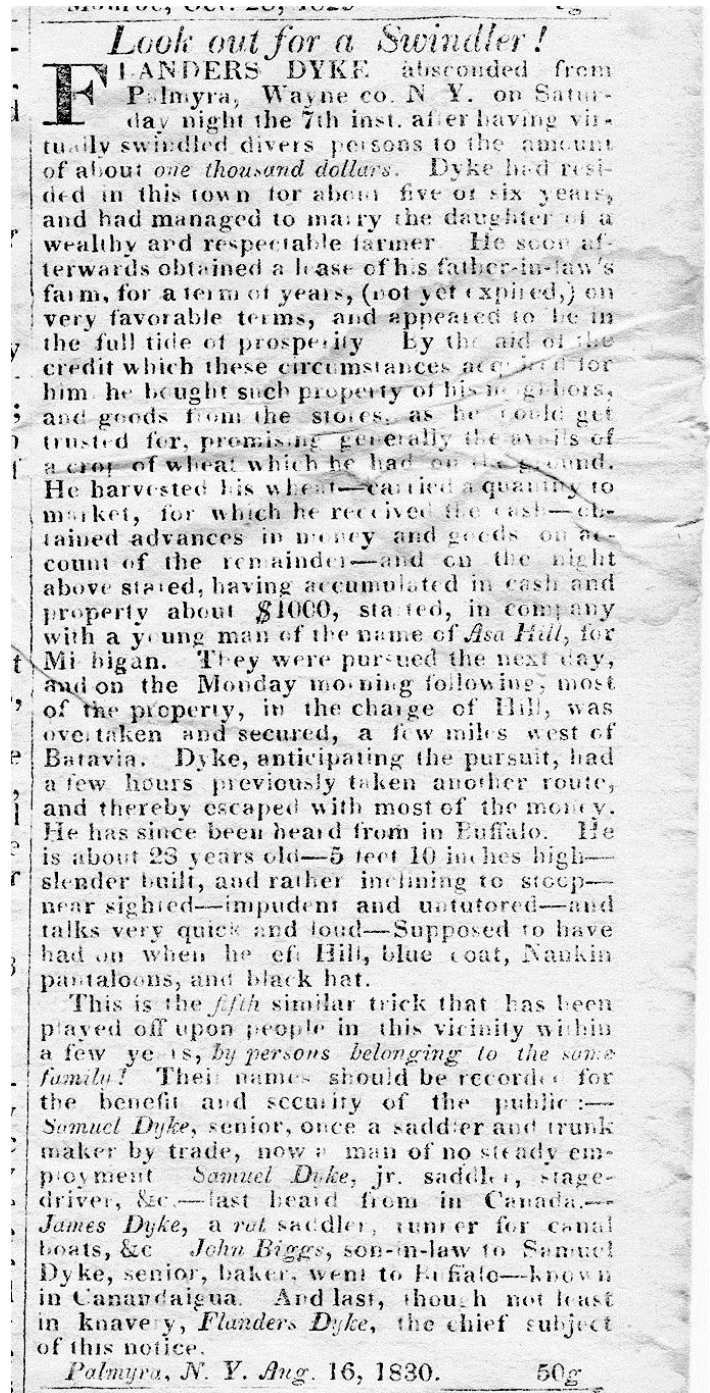 Monroe, Oct. 28, 1829
Look out for a Swindler!
FLANDERS DYKE absconded from
Palmyra, Wayne co. N Y. on Satur-
day night the 7th inst. after having vir-
tually swindled divers persons to the amount
of about one thousand dollars. Dyke had resi-
ded in this town for about five or six years,
and had managed to marry the daughter of a
wealthy and respectable farmer He soon af-
terwards obtained a lease of his father-in-law's
farm, for a term of years, (not yet expired,) on
very favorable terms, and appeared to be in
the full tide of prosperity By the aid of the
credit which these circumstances acquired for
him he bought such property of his neighbors,
and goods from the stores, as he could get
trusted for, promising generally the avails of
a crop of wheat which he had on the ground.
He harvested his wheat—carried a quantity to
market, for which he received the cash—ob-
tained advances in money and goods on ac-
count of the remainder—and on the night
above stated, having accumulated in cash and
property about $1000, started, in company
with a young man of the name of Asa Hill, for
Michigan. They were pursued the next day,
and on the Monday morning following, most
of the property, in the charge of Hill, was
overtaken and secured, a few miles west of
Batavia. Dyke, anticipating the pursuit, had
a few hours previously taken another route,
and thereby escaped with most of the money.
He has since been heard from in Buffalo. He
is about 23 years old—5 feet 10 inches high—
slender built, and rather inclining to stoop—
near sighted—impudent and untutored—and
talks very quick and loud—Supposed to have
had on when he left Hill, blue coat, Nankin
pantaloons, and black hat.
This is the fifth similar trick that has been
played off upon people in this vicinity within
a few years, by persons belonging to the same
family! Their names should be recorded for
the benefit and security of the public:—
Samuel Dyke, senior, once a saddler and trunk
maker by trade, now a man of no steady em-
ployment Samuel Dyke, jr. saddler, stage-
driver, &c.—last heard from in Canada.—
James Dyke, a rat saddler, runner for canal
boats, &c John Biggs, son-in-law to Samuel
Dyke, senior, baker, went to Buffalo—known
in Canandaigua. And last, though not least
in knavery, Flanders Dyke, the chief subject
of this notice.
Palmyra, N. Y. Aug. 16, 1830. 50g